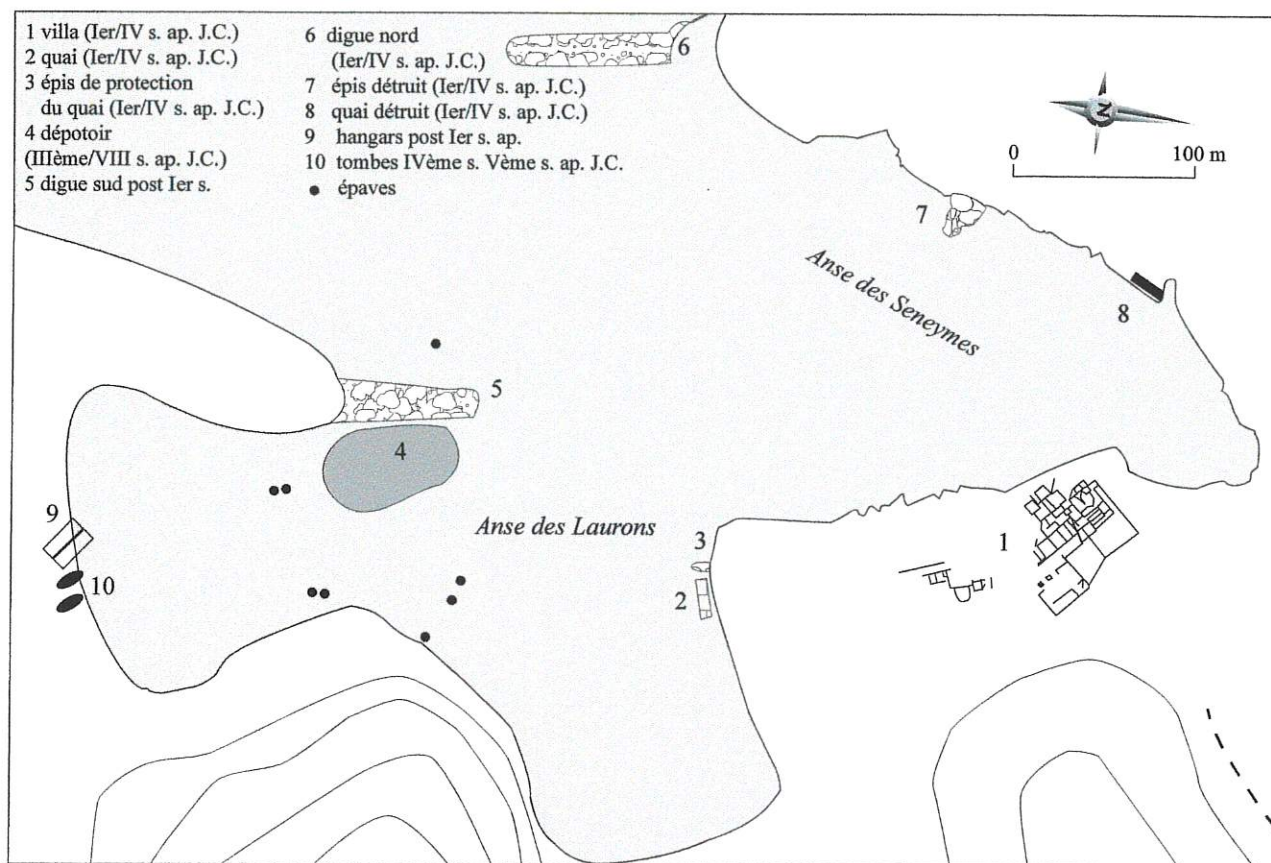 1 villa (Ier/IV s. ap. J.C.)
2 quai (Ier/IV s. ap. J.C.)
3 épis de protection
du quai (Ier/IV s. ap. J.C.)
4 dépotoir
(IIIème/VIII s. ap. J.C.)
5 digue sud post Ier s.
6 digue nord
(Ier/IV s. ap. J.C.)
7 épis détruit (Ier/IV s. ap. J.C.)
8 quai détruit (Ier/IV s. ap. J.C.)
9 hangars post Ier s. ap.
10 tombes IVème s. Vème s. ap. J.C.
épaves
6
N
0 100 m
7
Anse des Seneymes
8
5
4
9
Anse des Laurons
3
1
10
2